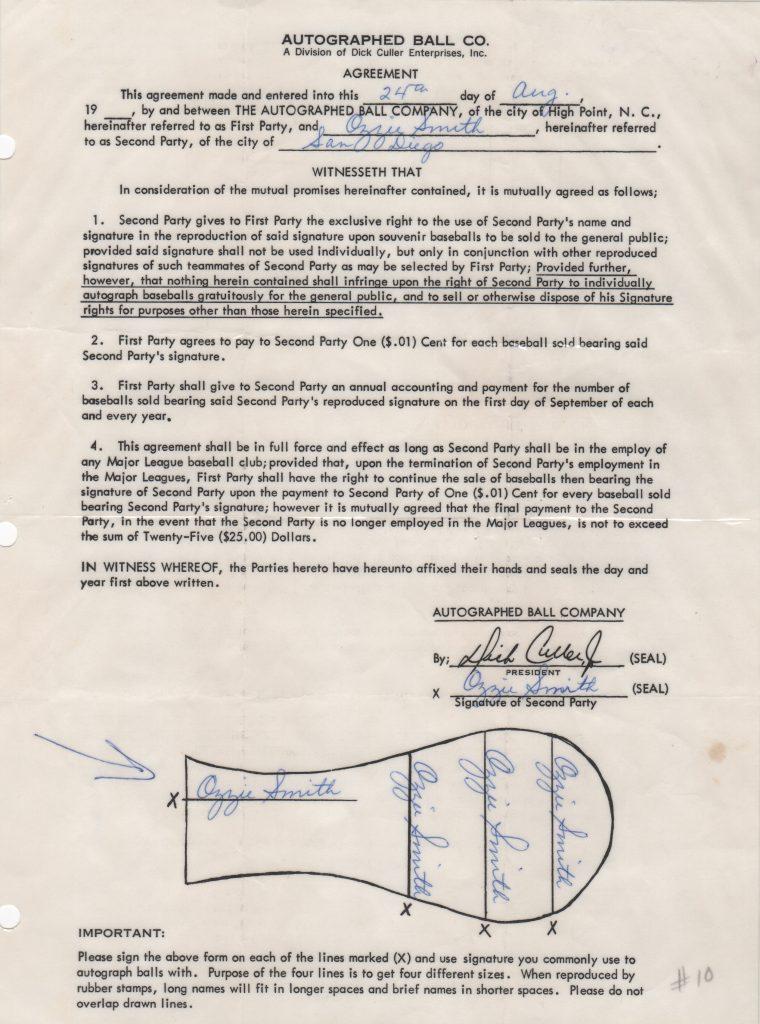 AUTOGRAPHED BALL CO.
A Division of Dick Culler Enterprises, Inc.
AGREEMENT
This agreement made and entered into this 24th day of Aug.,
19 ___, by and between THE AUTOGRAPHED BALL COMPANY, of the city of High Point, N. C.,
hereinafter referred to as First Party, and Ozzie Smith, hereinafter referred
to as Second Party, of the city of San Diego.
WITNESSETH THAT
In consideration of the mutual promises hereinafter contained, it is mutually agreed as follows;
1. Second Party gives to First Party the exclusive right to the use of Second Party's name and
signature in the reproduction of said signature upon souvenir baseballs to be sold to the general public;
provided said signature shall not be used individually, but only in conjunction with other reproduced
signatures of such teammates of Second Party as may be selected by First Party; Provided further,
however, that nothing herein contained shall infringe upon the right of Second Party to individually
autograph baseballs gratuitously for the general public, and to sell or otherwise dispose of his Signature
rights for purposes other than those herein specified.
2. First Party agrees to pay to Second Party One ($.01) Cent for each baseball sold bearing said
Second Party's signature.
3. First Party shall give to Second Party an annual accounting and payment for the number of
baseballs sold bearing said Second Party's reproduced signature on the first day of September of each
and every year.
4. This agreement shall be in full force and effect as long as Second Party shall be in the employ of
any Major League baseball club; provided that, upon the termination of Second Party's employment in
the Major Leagues, First Party shall have the right to continue the sale of baseballs then bearing the
signature of Second Party upon the payment to Second Party of One ($.01) Cent for every baseball sold
bearing Second Party's signature; however it is mutually agreed that the final payment to the Second
Party, in the event that the Second Party is no longer employed in the Major Leagues, is not to exceed
the sum of Twenty-Five ($25.00) Dollars.
IN WITNESS WHEREOF, the Parties hereto have hereunto affixed their hands and seals the day and
year first above written.
AUTOGRAPHED BALL COMPANY
By; Dick Culler, Jr (SEAL)
PRESIDENT
X Ozzie Smith (SEAL)
Signature of Second Party
X Ozzie Smith
Ozzie Smith
Ozzie Smith
Ozzie Smith
X X X
IMPORTANT:
Please sign the above form on each of the lines marked (X) and use signature you commonly use to
autograph balls with. Purpose of the four lines is to get four different sizes. When reproduced by
rubber stamps, long names will fit in longer spaces and brief names in shorter spaces. Please do not
overlap drawn lines.
#10